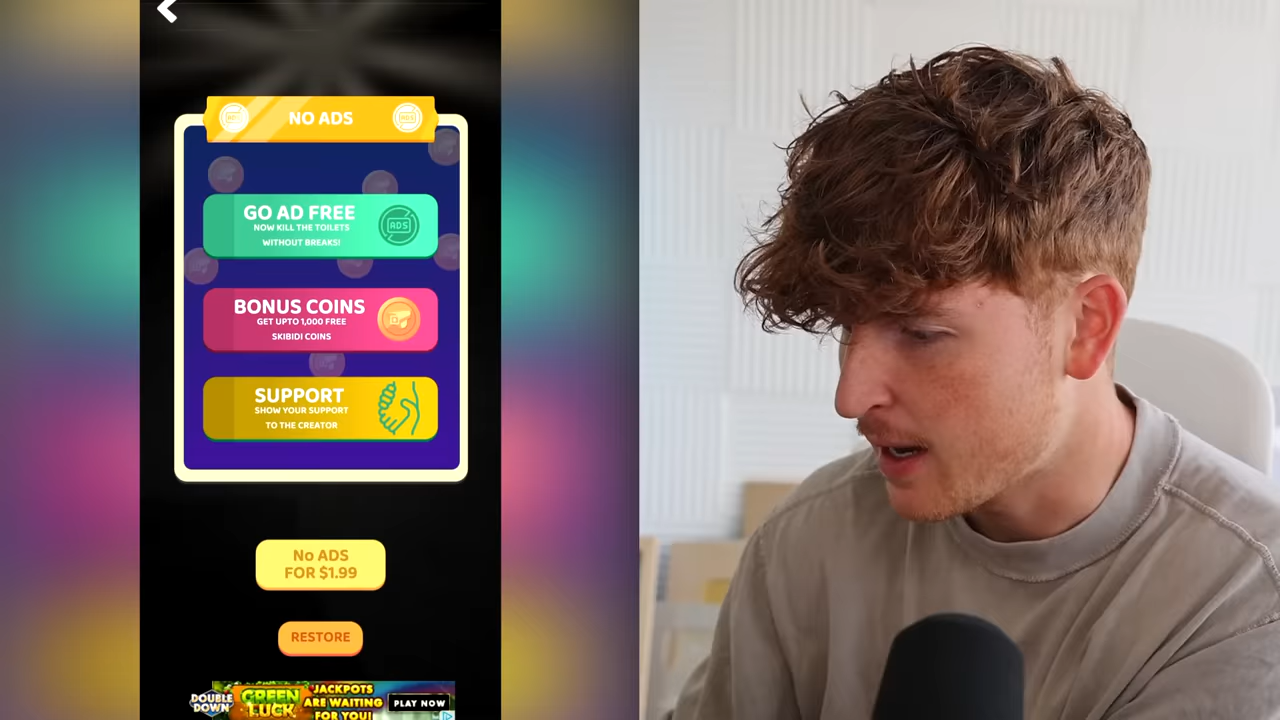 NO ADS
GO AD FREE
NOW KILL THE TOILETS
WITHOUT BREAKS!
ADS
BONUS COINS
GET UPTO 1,000 FREE
SKIBIDI COINS
SUPPORT
SHOW YOUR SUPPORT
TO THE CREATOR
No ADS
FOR $1.99
RESTORE
DOUBLE
DOWN
GREEN
LUCK
JACKPOTS
ARE WAITING
FOR YOU!
PLAY NOW